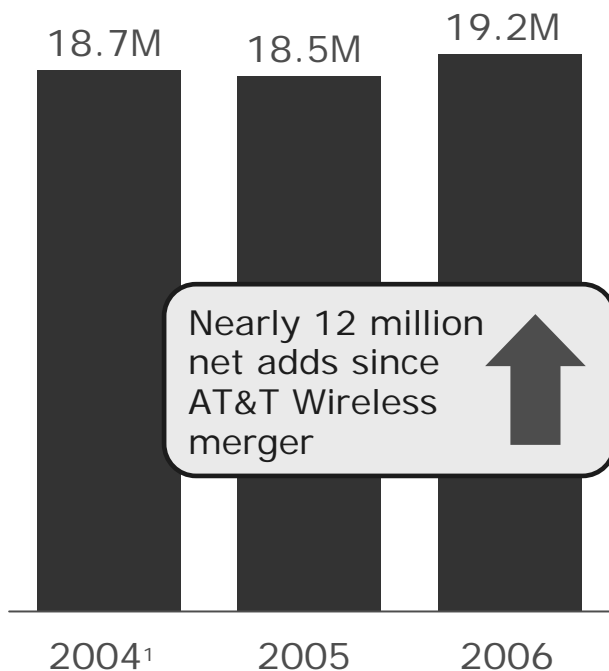 18.7M 18.5M 19.2M
Nearly 12 million
net adds since
AT&T Wireless
merger
2004¹ 2005 2006